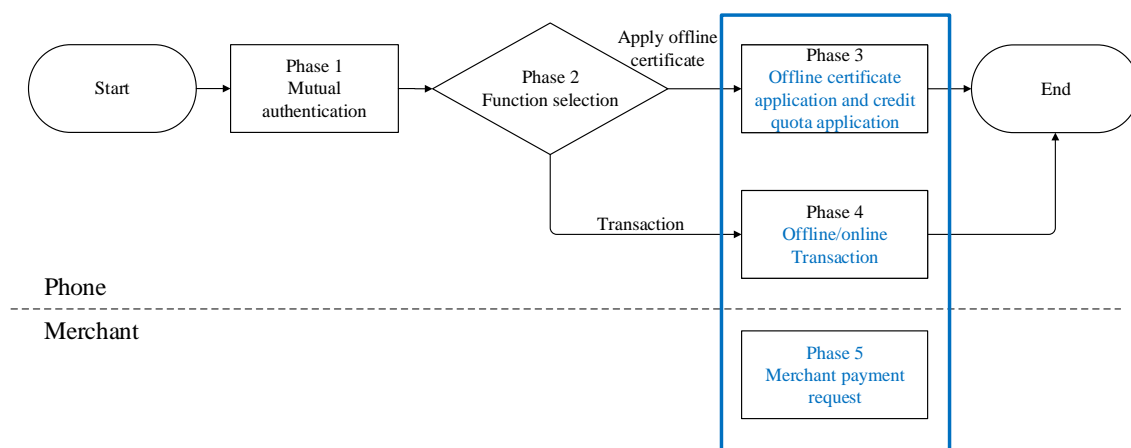 Start
Phase 1
Mutual
authentication
Phase 2
Function selection
Apply offline
certificate
Phase 3
Offline certificate
application and credit
quota application
End
Transaction
Phase 4
Offline/online
Transaction
Phone
Merchant
Phase 5
Merchant payment
request